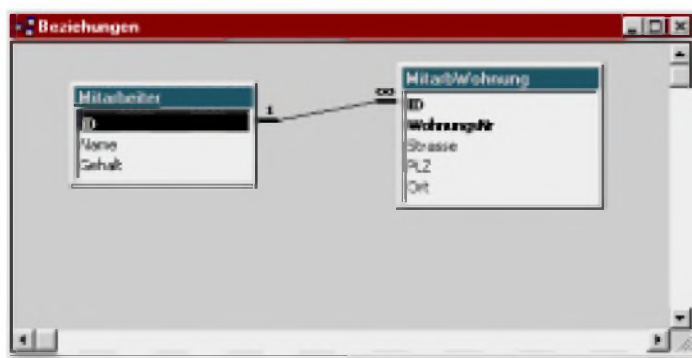 Beziehungen
Mitarbeiter
ID
Name
Gehalt
1
∞
MitarbWohnung
ID
WohnungsNr
Strasse
PLZ
Ort